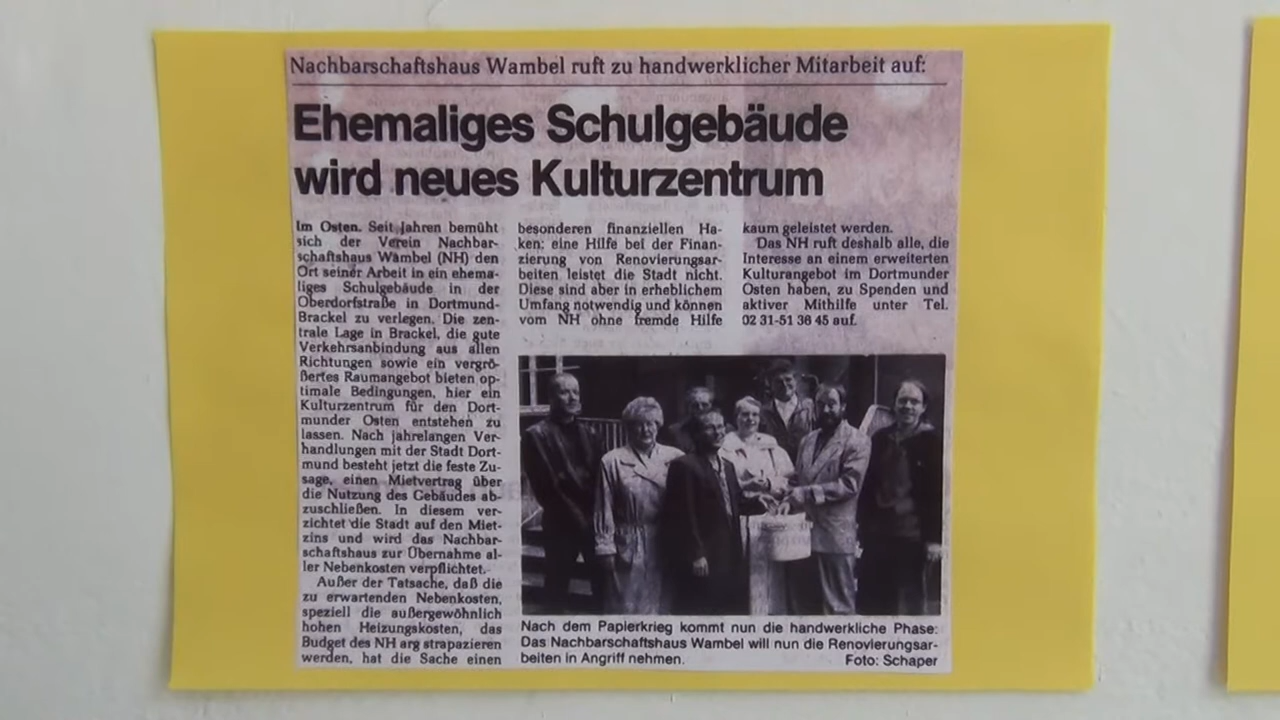 Nachbarschaftshaus Wambel ruft zu handwerklicher Mitarbeit auf:
Ehemaliges Schulgebäude
wird neues Kulturzentrum
Im Osten. Seit Jahren bemüht
sich der Verein Nachbar-
schaftshaus Wambel (NH) den
Ort seiner Arbeit in ein ehema-
liges Schulgebäude in der
Oberdorfstraße in Dortmund-
Brackel zu verlegen. Die zen-
trale Lage in Brackel, die gute
Verkehrsanbindung aus allen
Richtungen sowie ein vergrö-
ßertes Raumangebot bieten op-
timale Bedingungen, hier ein
Kulturzentrum für den Dort-
munder Osten entstehen zu
lassen. Nach jahrelangen Ver-
handlungen mit der Stadt Dort-
mund besteht jetzt die feste Zu-
sage, einen Mietvertrag über
die Nutzung des Gebäudes ab-
zuschließen. In diesem ver-
zichtet die Stadt auf den Miet-
zins und wird das Nachbar-
schaftshaus zur Übernahme al-
ler Nebenkosten verpflichtet.
Außer der Tatsache, daß die
zu erwartenden Nebenkosten,
speziell die außergewöhnlich
hohen Heizungskosten, das
Budget des NH arg strapazieren
werden, hat die Sache einen
besonderen finanziellen Ha-
ken: eine Hilfe bei der Finan-
zierung von Renovierungsar-
beiten leistet die Stadt nicht.
Diese sind aber in erheblichem
Umfang notwendig und können
vom NH ohne fremde Hilfe
kaum geleistet werden.
Das NH ruft deshalb alle, die
Interesse an einem erweiterten
Kulturangebot im Dortmunder
Osten haben, zu Spenden und
aktiver Mithilfe unter Tel.
02 31-51 36 45 auf.
Nach dem Papierkrieg kommt nun die handwerkliche Phase:
Das Nachbarschaftshaus Wambel will nun die Renovierungsar-
beiten in Angriff nehmen. Foto: Schaper